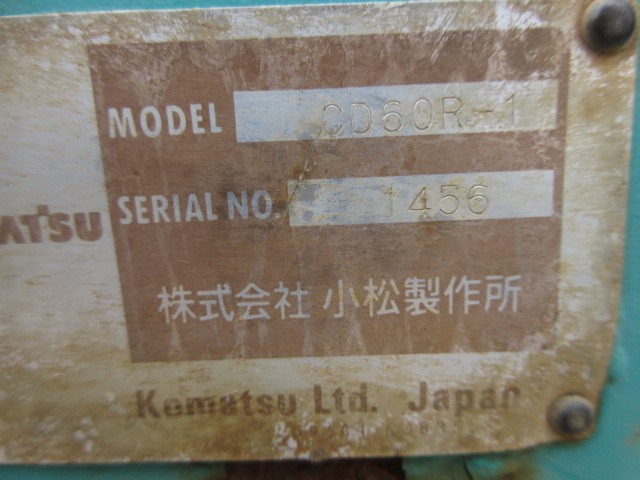 MODEL CD60R-1
SERIAL NO. 1456
ATSU
株式会社 小松製作所
Komatsu Ltd. Japan